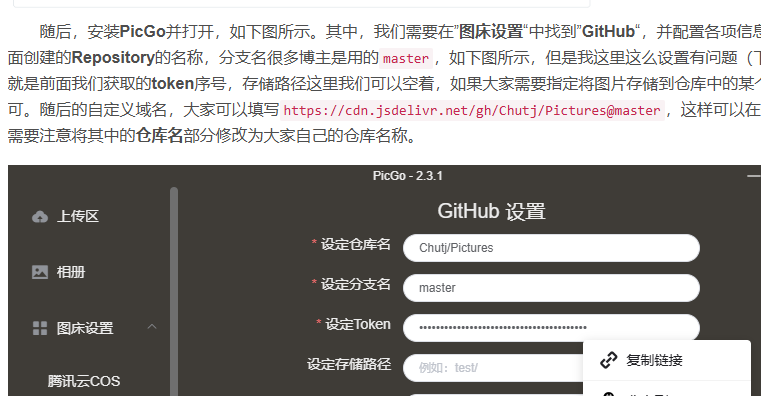 随后，安装PicGo并打开，如下图所示。其中，我们需要在”图床设置“中找到”GitHub“，并配置各项信息
面创建的Repository的名称，分支名很多博主是用的 master ，如下图所示，但是我这里这么设置有问题（下
就是前面我们获取的token序号，存储路径这里我们可以空着，如果大家需要指定将图片存储到仓库中的某个
可。随后的自定义域名，大家可以填写 https://cdn.jsdelivr.net/gh/Chutj/Pictures@master ，这样可以在
需要注意将其中的仓库名部分修改为大家自己的仓库名称。
PicGo - 2.3.1
GitHub 设置
上传区
* 设定仓库名 Chutj/Pictures
相册
* 设定分支名 master
图床设置
* 设定Token ••••••••••••••••••••••••••••••••••••••••
设定存储路径 例如：test/
复制链接
腾讯云COS